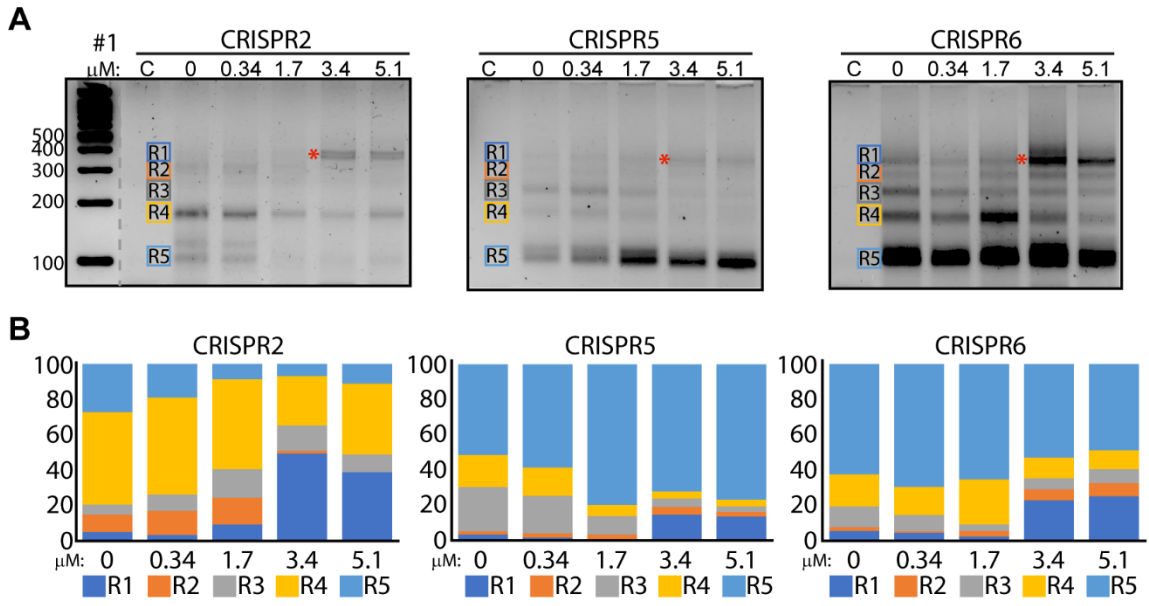 A
#1 CRISPR2 CRISPR5 CRISPR6
μM: C 0 0.34 1.7 3.4 5.1 C 0 0.34 1.7 3.4 5.1 C 0 0.34 1.7 3.4 5.1
500
400 R1 * R1 * R1 *
300 R2 R2 R2
R3 R3 R3
200 R4 R4 R4
100 R5 R5 R5
B
CRISPR2 CRISPR5 CRISPR6
100 100 100
80 80 80
60 60 60
40 40 40
20 20 20
0 0 0
μM: 0 0.34 1.7 3.4 5.1 μM: 0 0.34 1.7 3.4 5.1 μM: 0 0.34 1.7 3.4 5.1
R1 R2 R3 R4 R5 R1 R2 R3 R4 R5 R1 R2 R3 R4 R5